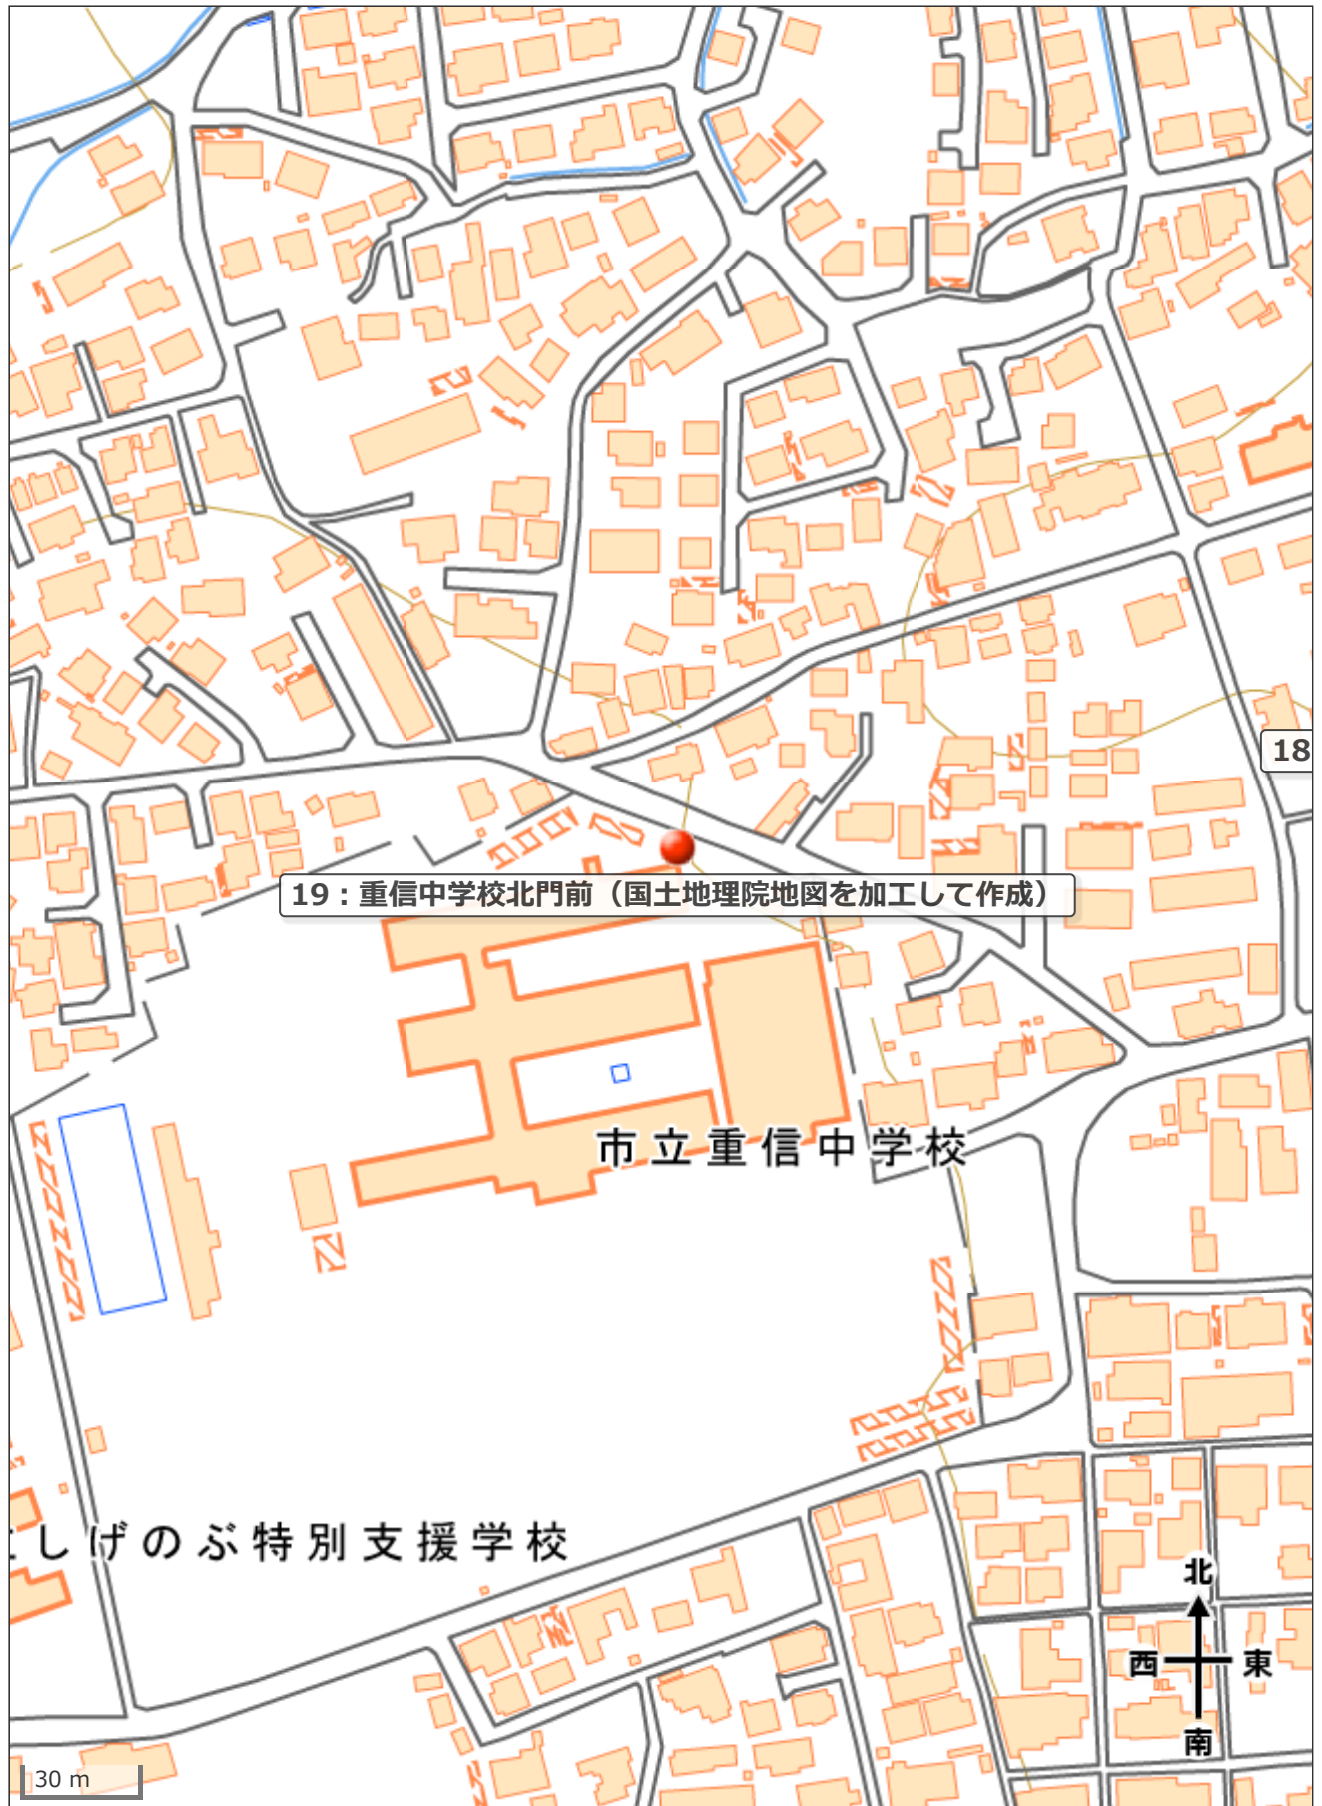 18
19：重信中学校北門前（国土地理院地図を加工して作成）
市立重信中学校
しげのぶ特別支援学校
北
西 東
南
30 m